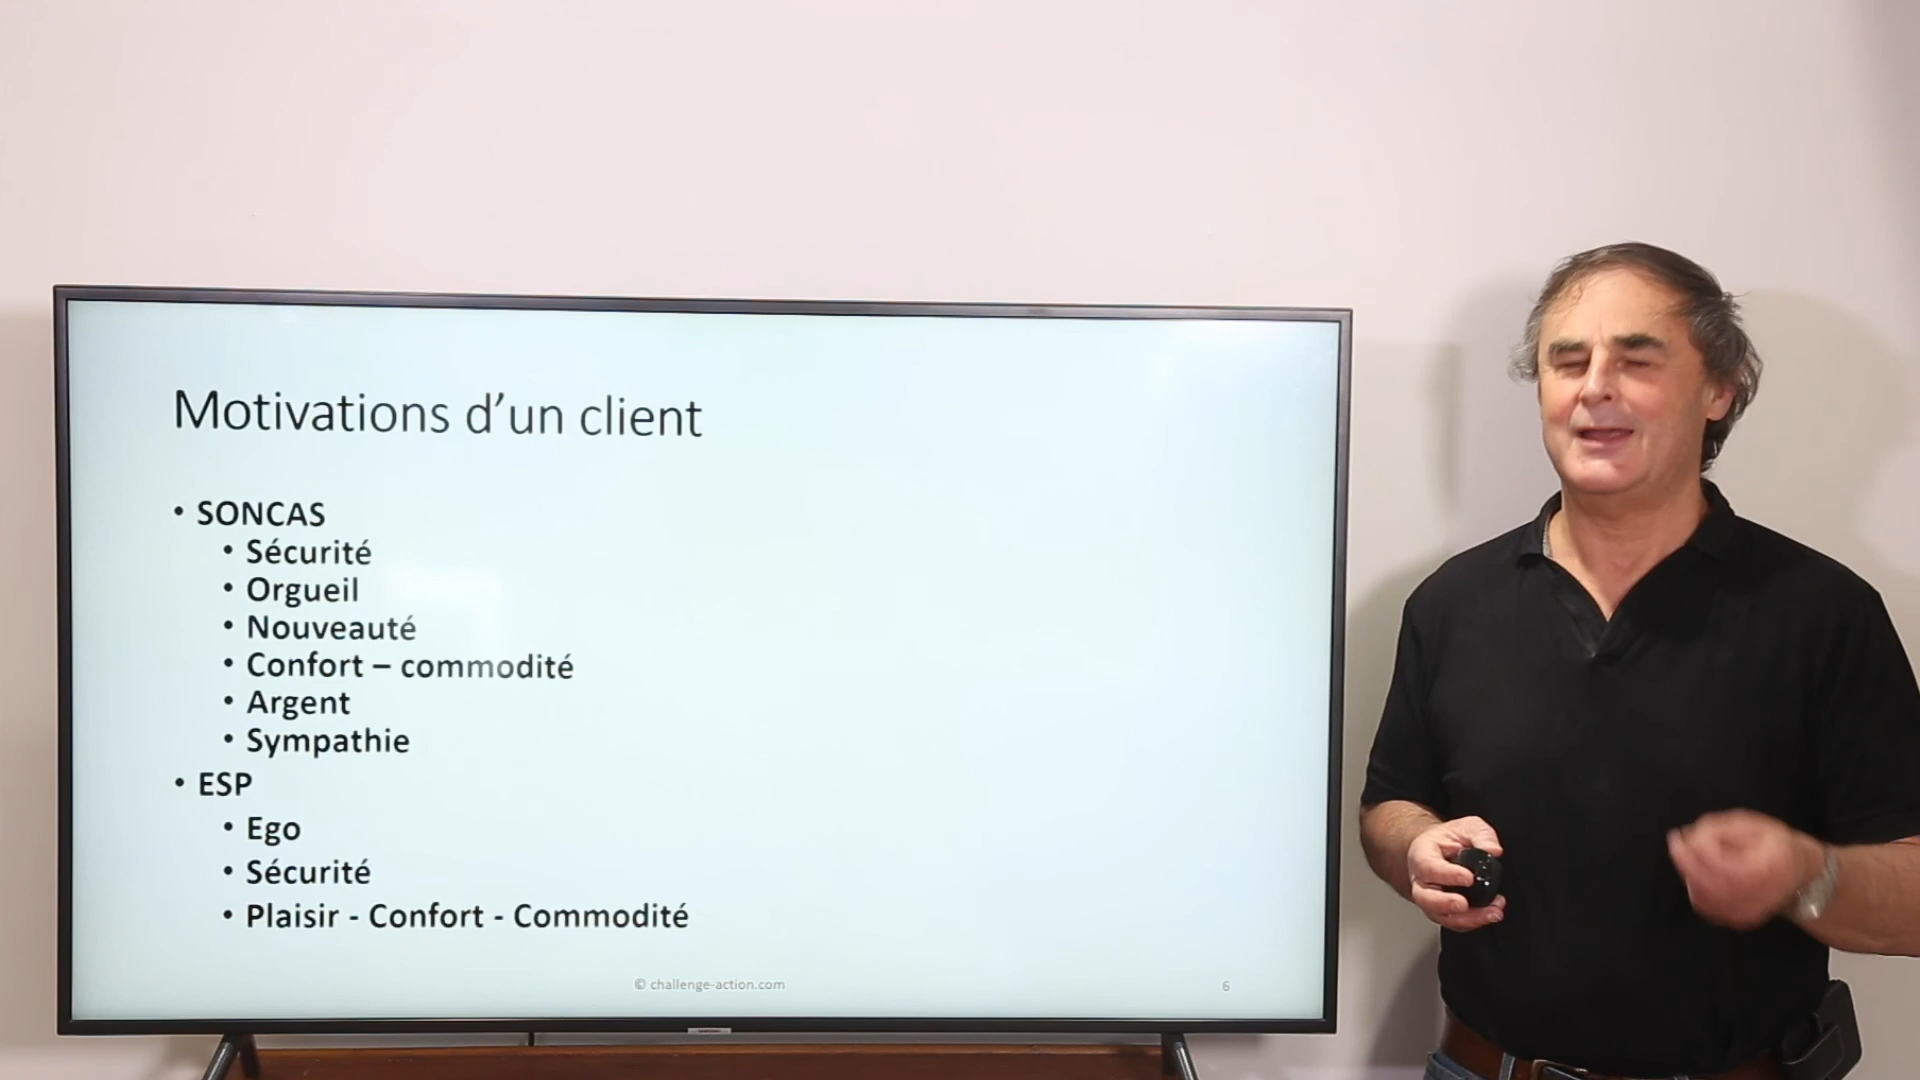 Motivations d’un client
• SONCAS
• Sécurité
• Orgueil
• Nouveauté
• Confort – commodité
• Argent
• Sympathie
• ESP
• Ego
• Sécurité
• Plaisir - Confort - Commodité
© challenge-action.com
6